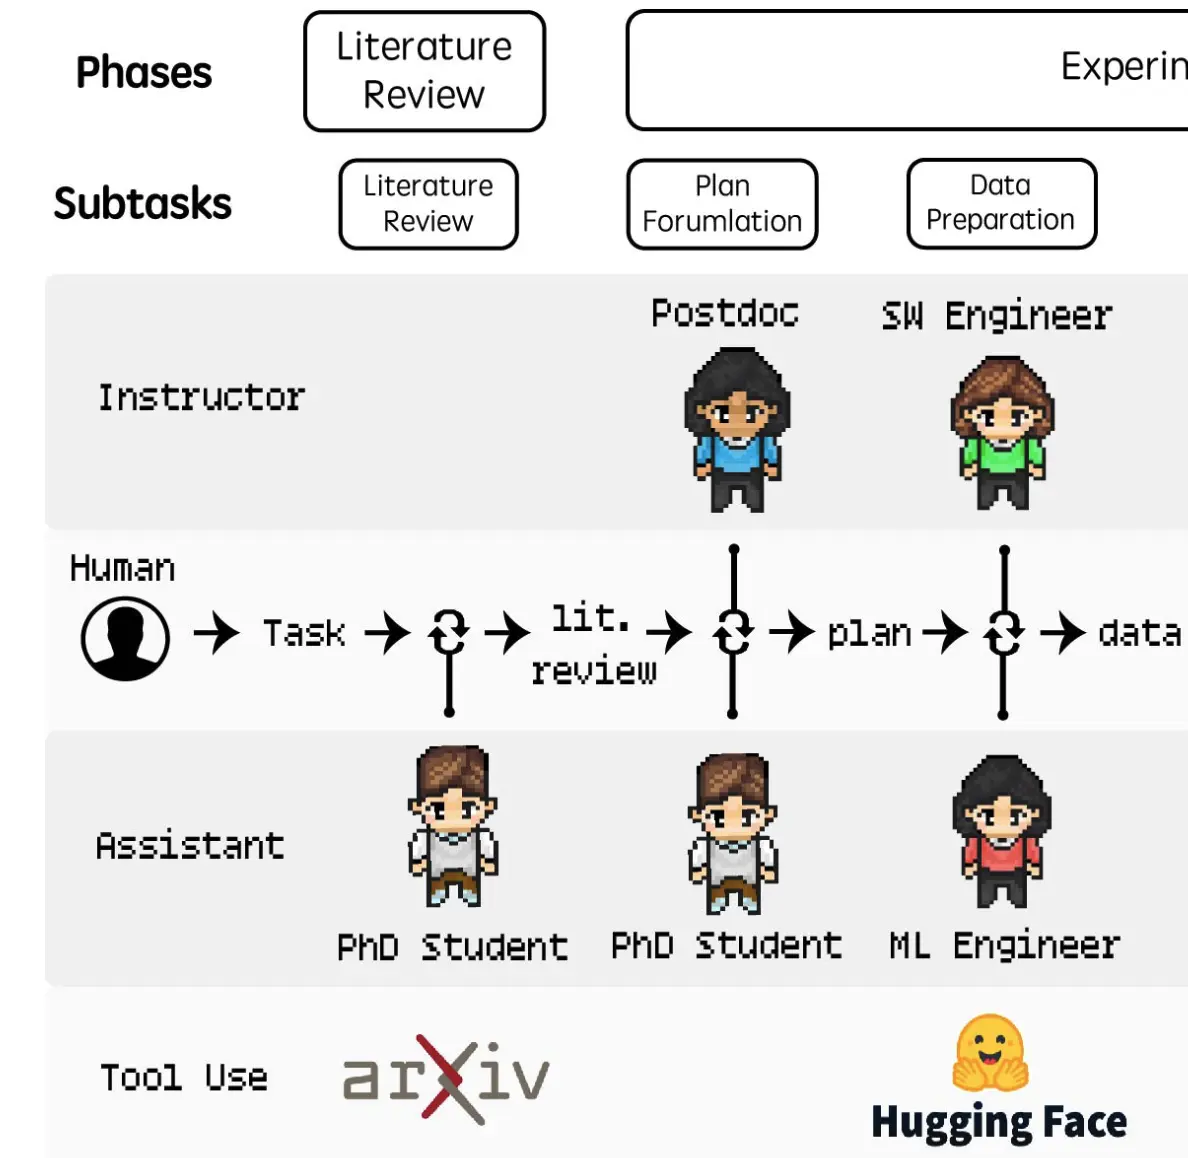 Phases
Literature
Review
Experin
Subtasks
Literature
Review
Plan
Forumlation
Data
Preparation
Postdoc
SW Engineer
Instructor
Human
Task
lit.
review
plan
data
Assistant
PhD Student
PhD Student
ML Engineer
Tool Use
arXiv
Hugging Face